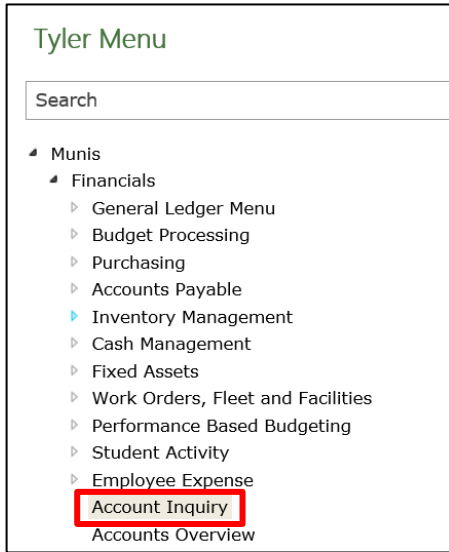 Tyler Menu
Search
Munis
Financials
General Ledger Menu
Budget Processing
Purchasing
Accounts Payable
Inventory Management
Cash Management
Fixed Assets
Work Orders, Fleet and Facilities
Performance Based Budgeting
Student Activity
Employee Expense
Account Inquiry
Accounts Overview